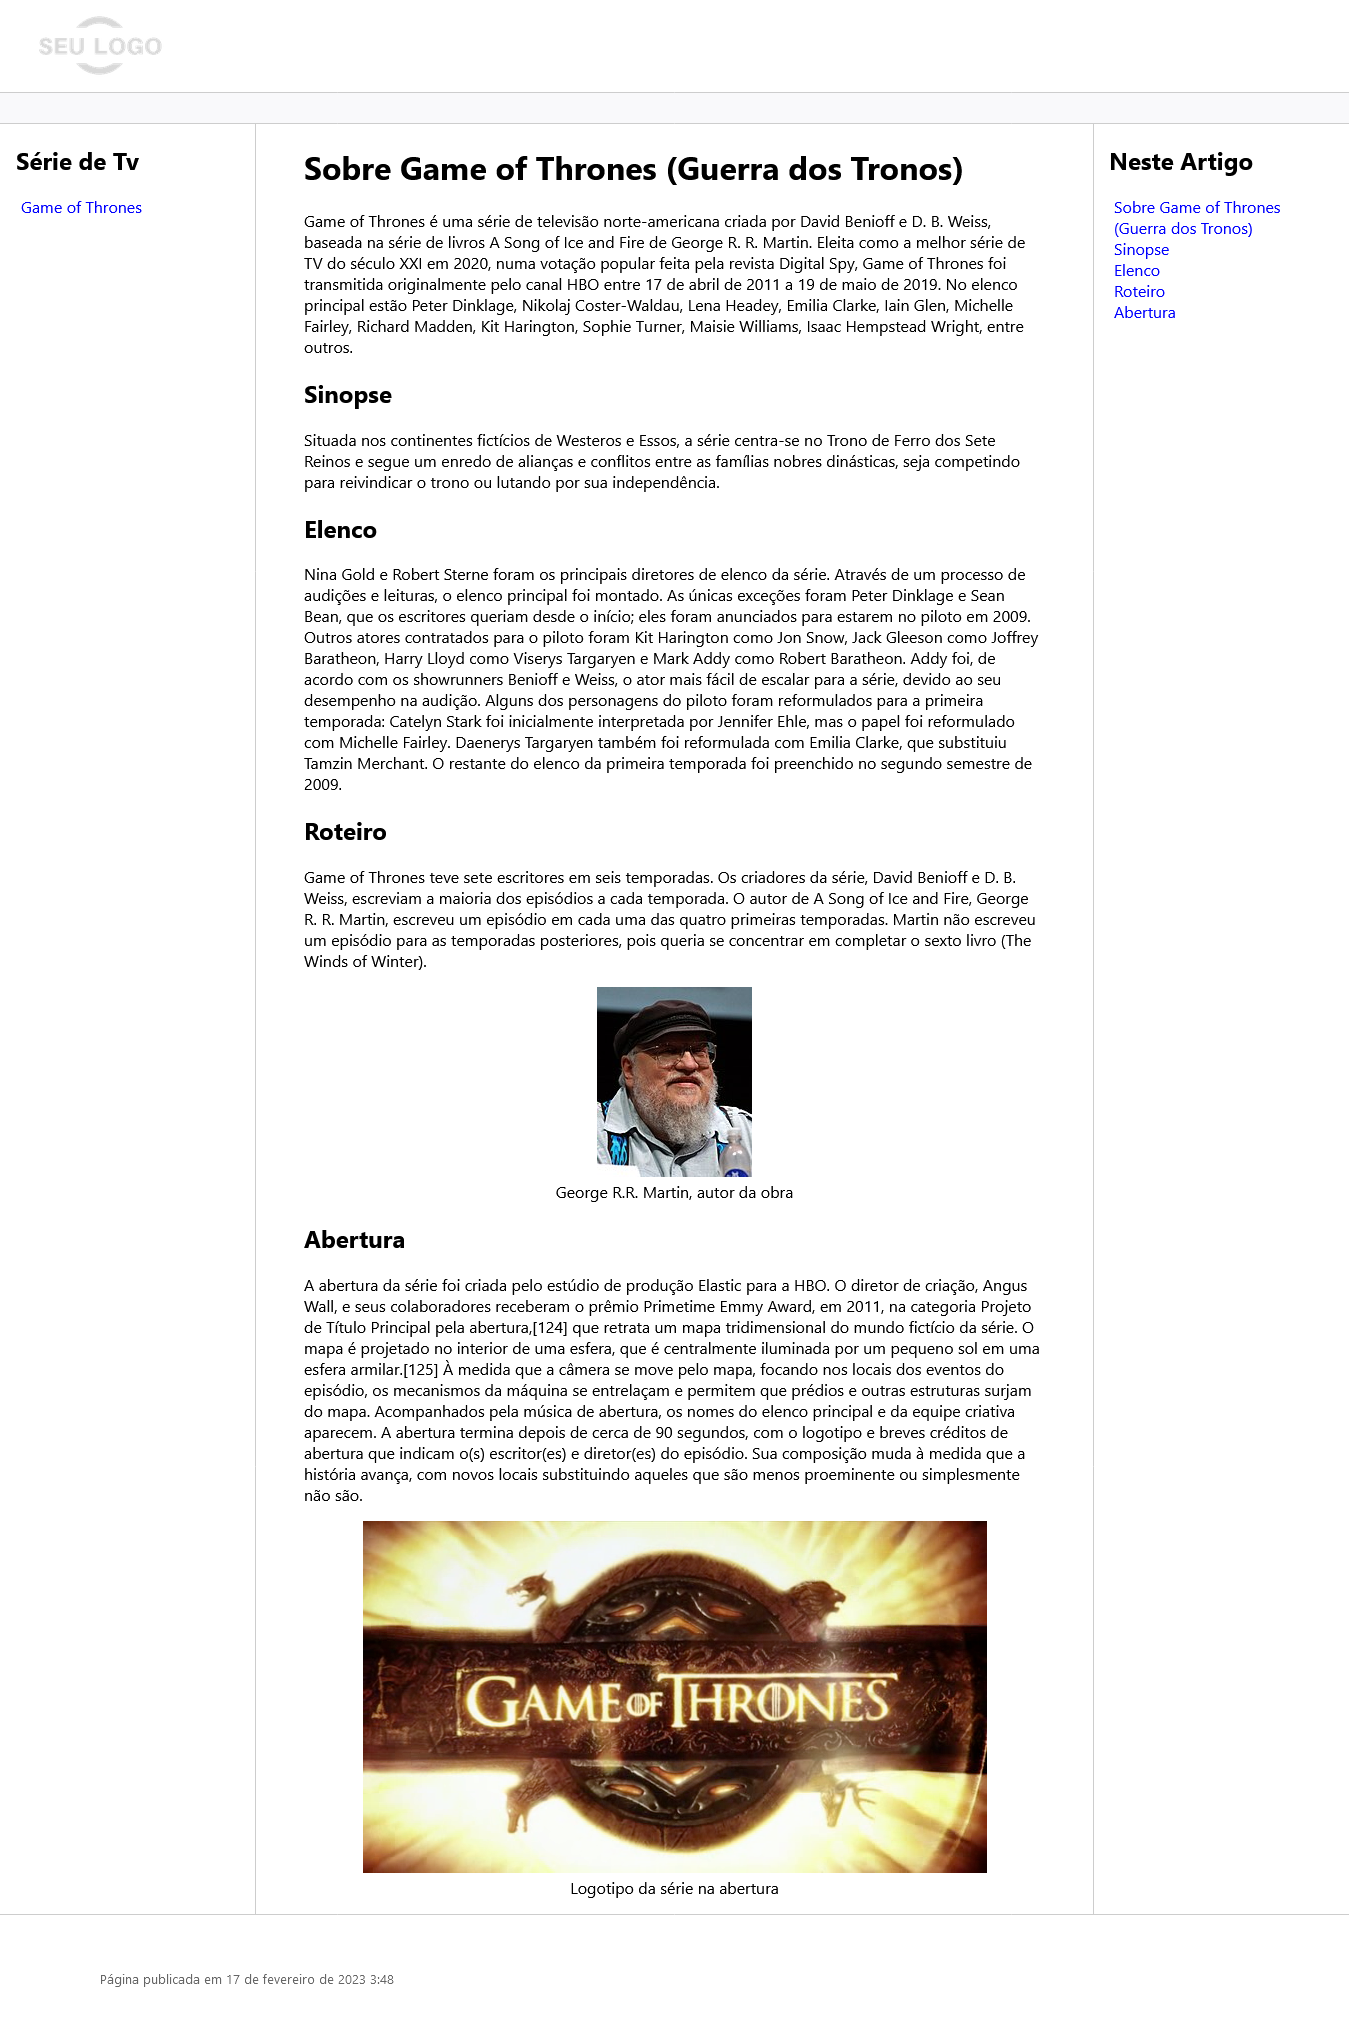 SEU LOGO
Série de Tv
Game of Thrones
Sobre Game of Thrones (Guerra dos Tronos)
Game of Thrones é uma série de televisão norte-americana criada por David Benioff e D. B. Weiss,
baseada na série de livros A Song of Ice and Fire de George R. R. Martin. Eleita como a melhor série de
TV do século XXI em 2020, numa votação popular feita pela revista Digital Spy, Game of Thrones foi
transmitida originalmente pelo canal HBO entre 17 de abril de 2011 a 19 de maio de 2019. No elenco
principal estão Peter Dinklage, Nikolaj Coster-Waldau, Lena Headey, Emilia Clarke, Iain Glen, Michelle
Fairley, Richard Madden, Kit Harington, Sophie Turner, Maisie Williams, Isaac Hempstead Wright, entre
outros.
Sinopse
Situada nos continentes fictícios de Westeros e Essos, a série centra-se no Trono de Ferro dos Sete
Reinos e segue um enredo de alianças e conflitos entre as famílias nobres dinásticas, seja competindo
para reivindicar o trono ou lutando por sua independência.
Elenco
Nina Gold e Robert Sterne foram os principais diretores de elenco da série. Através de um processo de
audições e leituras, o elenco principal foi montado. As únicas exceções foram Peter Dinklage e Sean
Bean, que os escritores queriam desde o início; eles foram anunciados para estarem no piloto em 2009.
Outros atores contratados para o piloto foram Kit Harington como Jon Snow, Jack Gleeson como Joffrey
Baratheon, Harry Lloyd como Viserys Targaryen e Mark Addy como Robert Baratheon. Addy foi, de
acordo com os showrunners Benioff e Weiss, o ator mais fácil de escalar para a série, devido ao seu
desempenho na audição. Alguns dos personagens do piloto foram reformulados para a primeira
temporada: Catelyn Stark foi inicialmente interpretada por Jennifer Ehle, mas o papel foi reformulado
com Michelle Fairley. Daenerys Targaryen também foi reformulada com Emilia Clarke, que substituiu
Tamzin Merchant. O restante do elenco da primeira temporada foi preenchido no segundo semestre de
2009.
Roteiro
Game of Thrones teve sete escritores em seis temporadas. Os criadores da série, David Benioff e D. B.
Weiss, escreviam a maioria dos episódios a cada temporada. O autor de A Song of Ice and Fire, George
R. R. Martin, escreveu um episódio em cada uma das quatro primeiras temporadas. Martin não escreveu
um episódio para as temporadas posteriores, pois queria se concentrar em completar o sexto livro (The
Winds of Winter).
George R.R. Martin, autor da obra
Abertura
A abertura da série foi criada pelo estúdio de produção Elastic para a HBO. O diretor de criação, Angus
Wall, e seus colaboradores receberam o prêmio Primetime Emmy Award, em 2011, na categoria Projeto
de Título Principal pela abertura,[124] que retrata um mapa tridimensional do mundo fictício da série. O
mapa é projetado no interior de uma esfera, que é centralmente iluminada por um pequeno sol em uma
esfera armilar.[125] À medida que a câmera se move pelo mapa, focando nos locais dos eventos do
episódio, os mecanismos da máquina se entrelaçam e permitem que prédios e outras estruturas surjam
do mapa. Acompanhados pela música de abertura, os nomes do elenco principal e da equipe criativa
aparecem. A abertura termina depois de cerca de 90 segundos, com o logotipo e breves créditos de
abertura que indicam o(s) escritor(es) e diretor(es) do episódio. Sua composição muda à medida que a
história avança, com novos locais substituindo aqueles que são menos proeminente ou simplesmente
não são.
GAME OF THRONES
Logotipo da série na abertura
Neste Artigo
Sobre Game of Thrones
(Guerra dos Tronos)
Sinopse
Elenco
Roteiro
Abertura
Página publicada em 17 de fevereiro de 2023 3:48